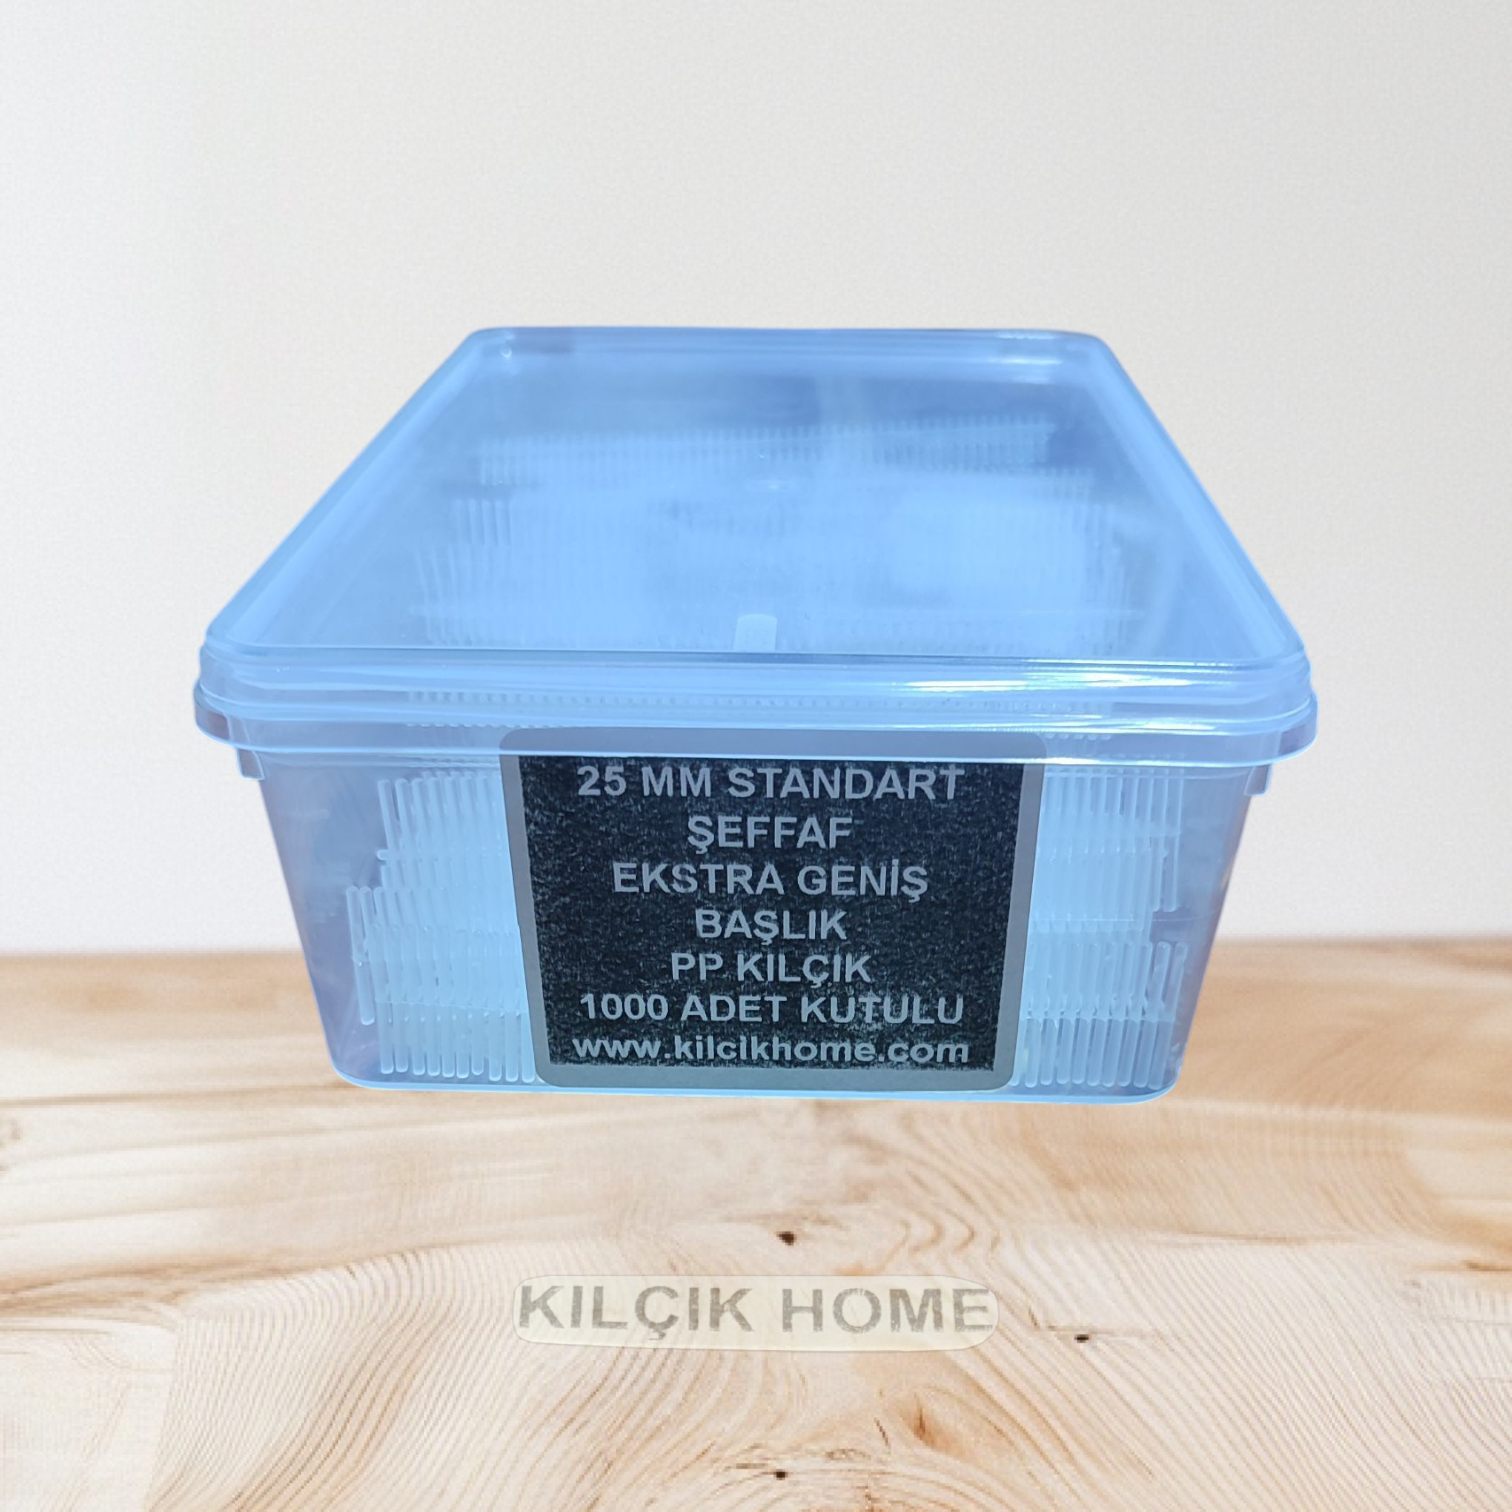 25 MM STANDART
ŞEFFAF
EKSTRA GENİŞ
BAŞLIK
PP KILÇIK
1000 ADET KUTULU
www.kilcikhome.com
KILÇIK HOME